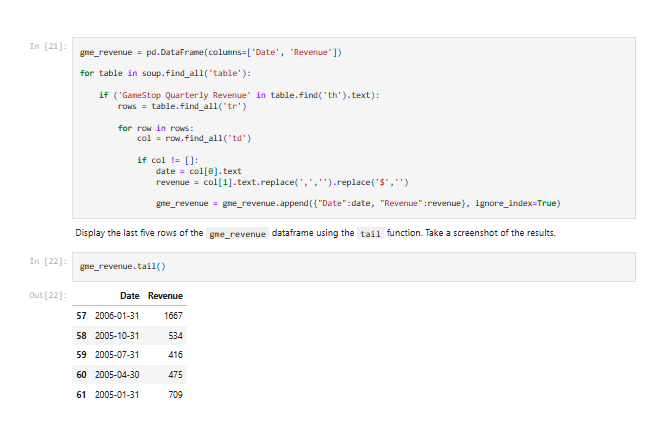 In [21]:
gme_revenue = pd.DataFrame(columns=['Date', 'Revenue'])
for table in soup.find_all('table'):
if ('GameStop Quarterly Revenue' in table.find('th').text):
rows = table.find_all('tr')
for row in rows:
col = row.find_all('td')
if col != []:
date = col[0].text
revenue = col[1].text.replace(',','').replace('$','')
gme_revenue = gme_revenue.append({"Date":date, "Revenue":revenue}, ignore_index=True)
Display the last five rows of the gme_revenue dataframe using the tail function. Take a screenshot of the results.
In [22]:
gme_revenue.tail()
Out[22]:
Date Revenue
57 2006-01-31 1667
58 2005-10-31 534
59 2005-07-31 416
60 2005-04-30 475
61 2005-01-31 709